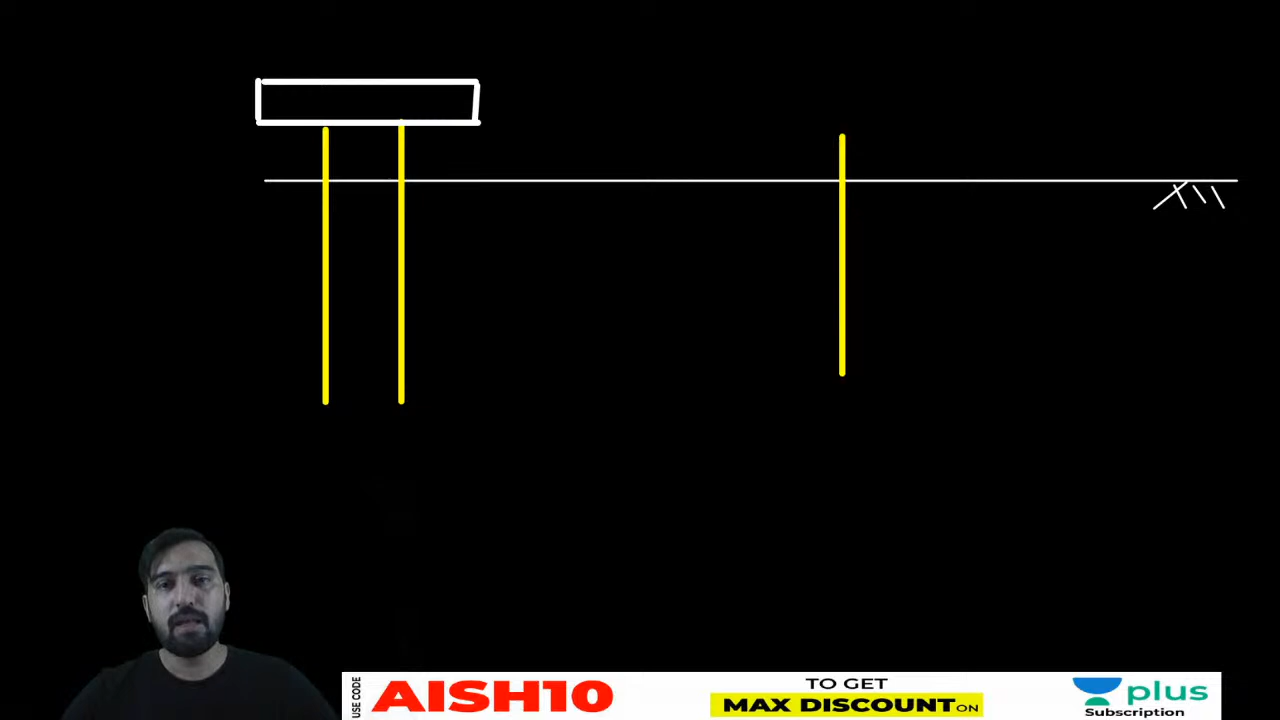 USE CODE
AISH10
TO GET
MAX DISCOUNT ON
plus
Subscription